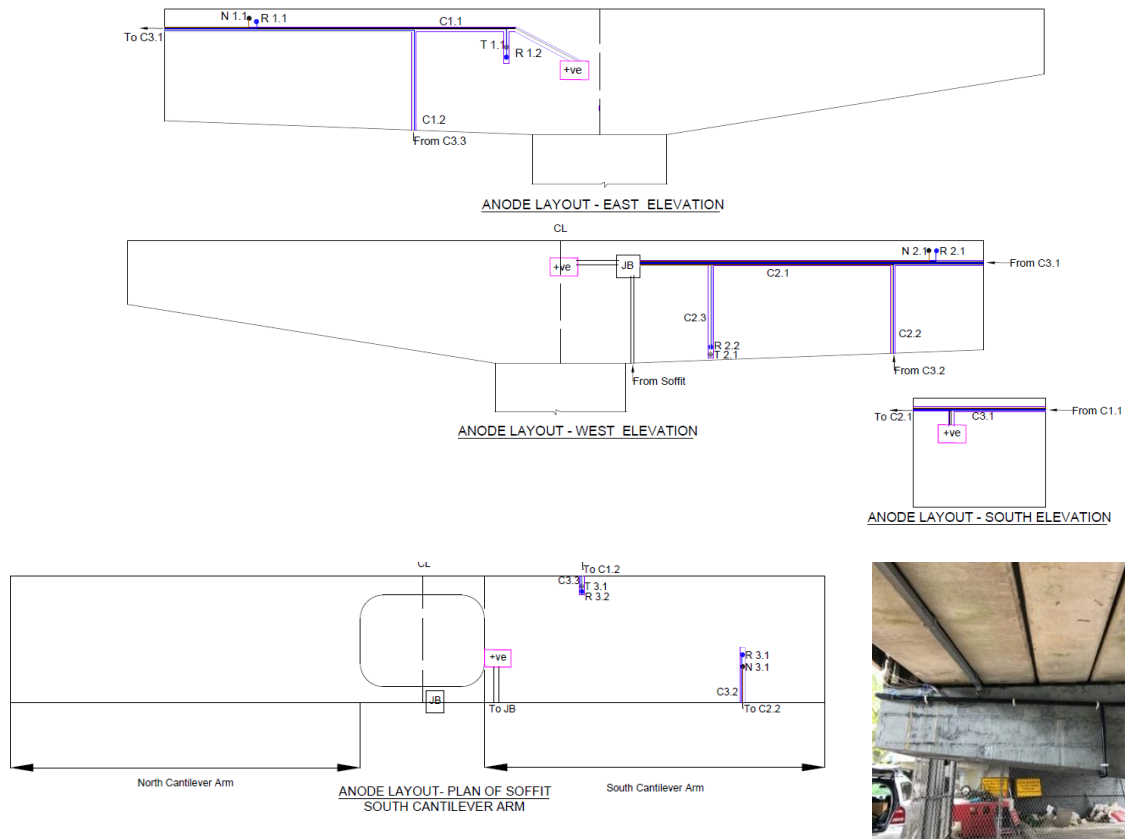 N 1.1
R 1.1
C1.1
To C3.1
T 1.1
R 1.2
+ve
C1.2
From C3.3
ANODE LAYOUT - EAST ELEVATION
CL
N 2.1
R 2.1
+ve
JB
From C3.1
C2.1
C2.3
C2.2
R 2.2
T 2.1
From C3.2
From Soffit
ANODE LAYOUT - WEST ELEVATION
To C2.1
C3.1
From C1.1
+ve
ANODE LAYOUT - SOUTH ELEVATION
CL
To C1.2
C3.3
T 3.1
R 3.2
+ve
R 3.1
N 3.1
C3.2
JB
To JB
To C2.2
North Cantilever Arm
ANODE LAYOUT- PLAN OF SOFFIT
SOUTH CANTILEVER ARM
South Cantilever Arm